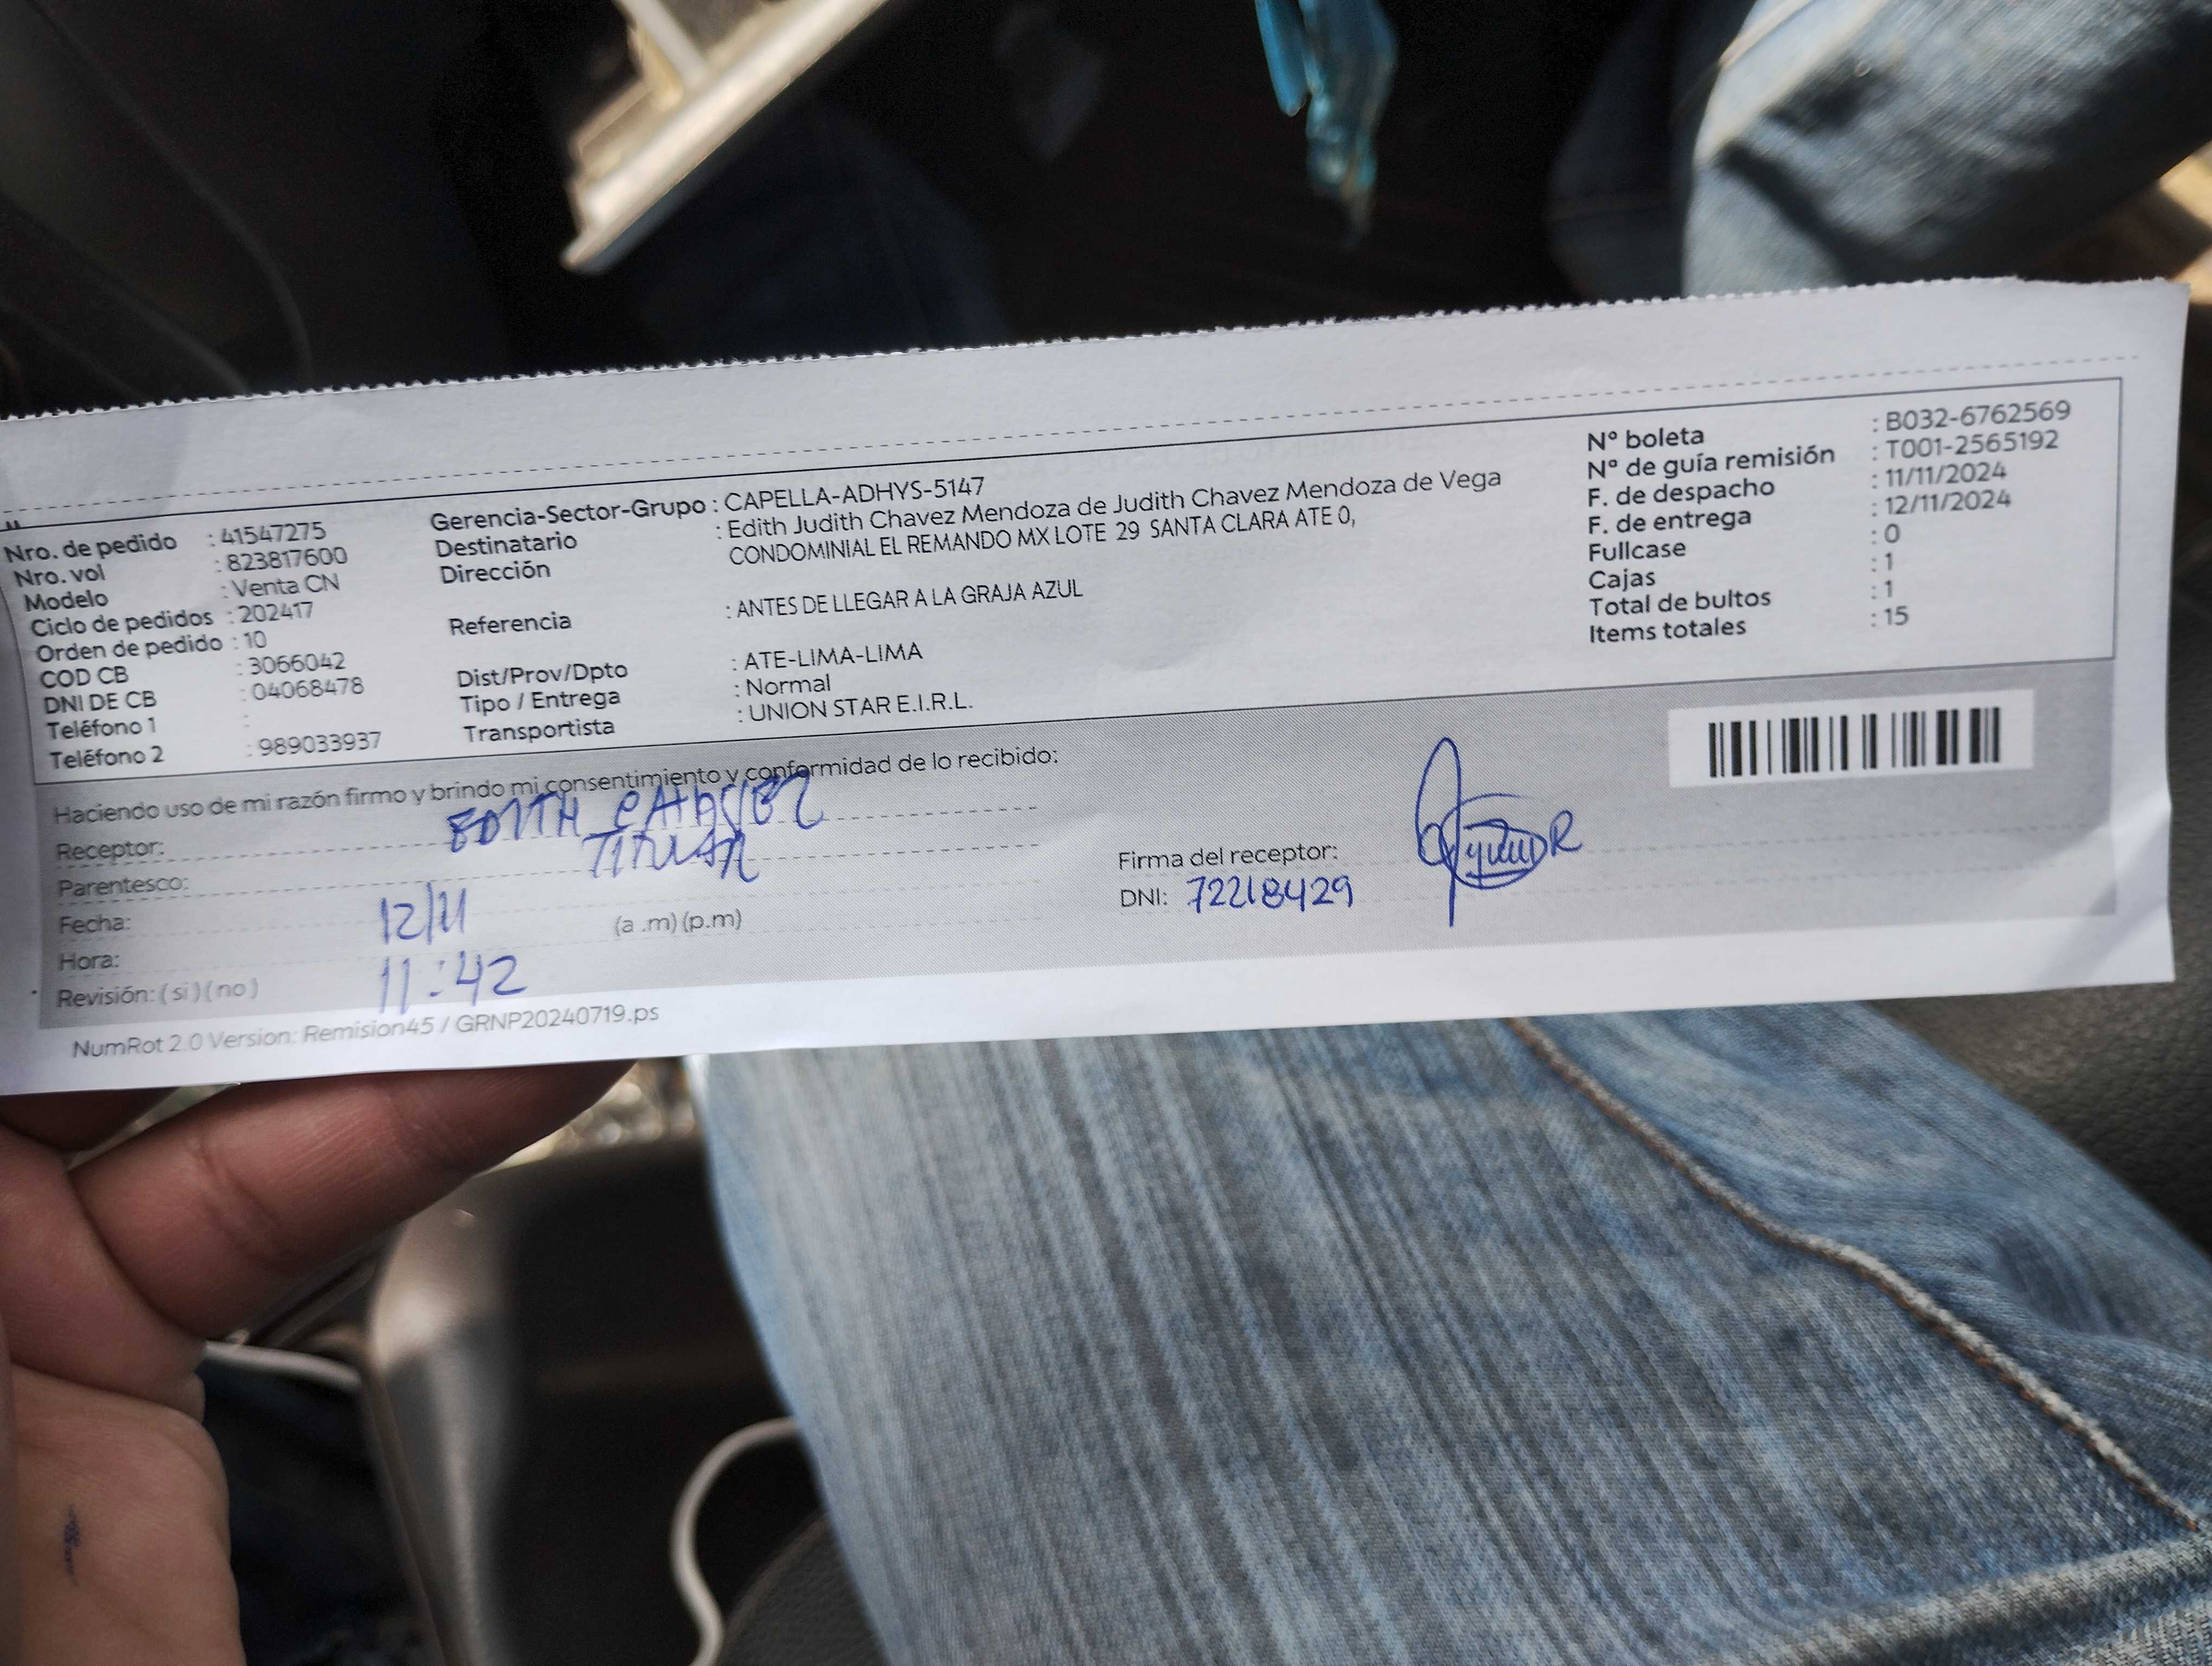 Nro. de pedido : 41547275
Nro. vol : 823817600
Modelo : Venta CN
Ciclo de pedidos : 202417
Orden de pedido : 10
COD CB : 3066042
DNI DE CB : 04068478
Teléfono 1 :
Teléfono 2 : 989033937
Gerencia-Sector-Grupo : CAPELLA-ADHYS-5147
Destinatario : Edith Judith Chavez Mendoza de Judith Chavez Mendoza de Vega
Dirección CONDOMINIAL EL REMANDO MX LOTE 29 SANTA CLARA ATE 0,
Referencia : ANTES DE LLEGAR A LA GRAJA AZUL
Dist/Prov/Dpto : ATE-LIMA-LIMA
Tipo / Entrega : Normal
Transportista : UNION STAR E.I.R.L.
N° boleta : B032-6762569
N° de guía remisión : T001-2565192
F. de despacho : 11/11/2024
F. de entrega : 12/11/2024
Fullcase : 0
Cajas : 1
Total de bultos : 1
Items totales : 15
Haciendo uso de mi razón firmo y brindo mi consentimiento y conformidad de lo recibido:
Receptor: EDITH
Parentesco: TITULAR
Fecha: 12/11
Hora: 11:42 (a .m) (p.m)
Revisión: ( si ) ( no )
Firma del receptor:
DNI: 72218429
NumRot 2.0 Version: Remision45 / GRNP20240719.ps